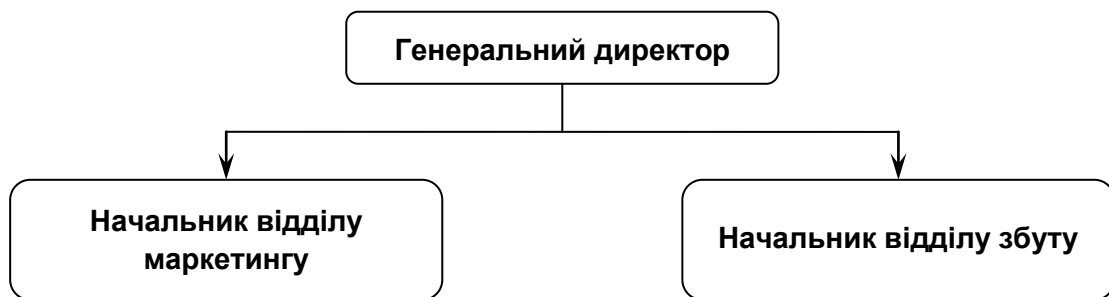 Генеральний директор
Начальник відділу
маркетингу
Начальник відділу збуту